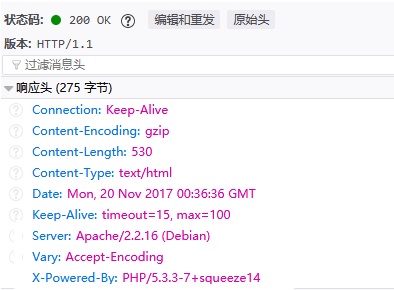 状态码: 200 OK ? 编辑和重发 原始头
版本: HTTP/1.1
过滤消息头
响应头 (275 字节)
? Connection: Keep-Alive
? Content-Encoding: gzip
? Content-Length: 530
? Content-Type: text/html
? Date: Mon, 20 Nov 2017 00:36:36 GMT
? Keep-Alive: timeout=15, max=100
Server: Apache/2.2.16 (Debian)
Vary: Accept-Encoding
X-Powered-By: PHP/5.3.3-7+squeeze14